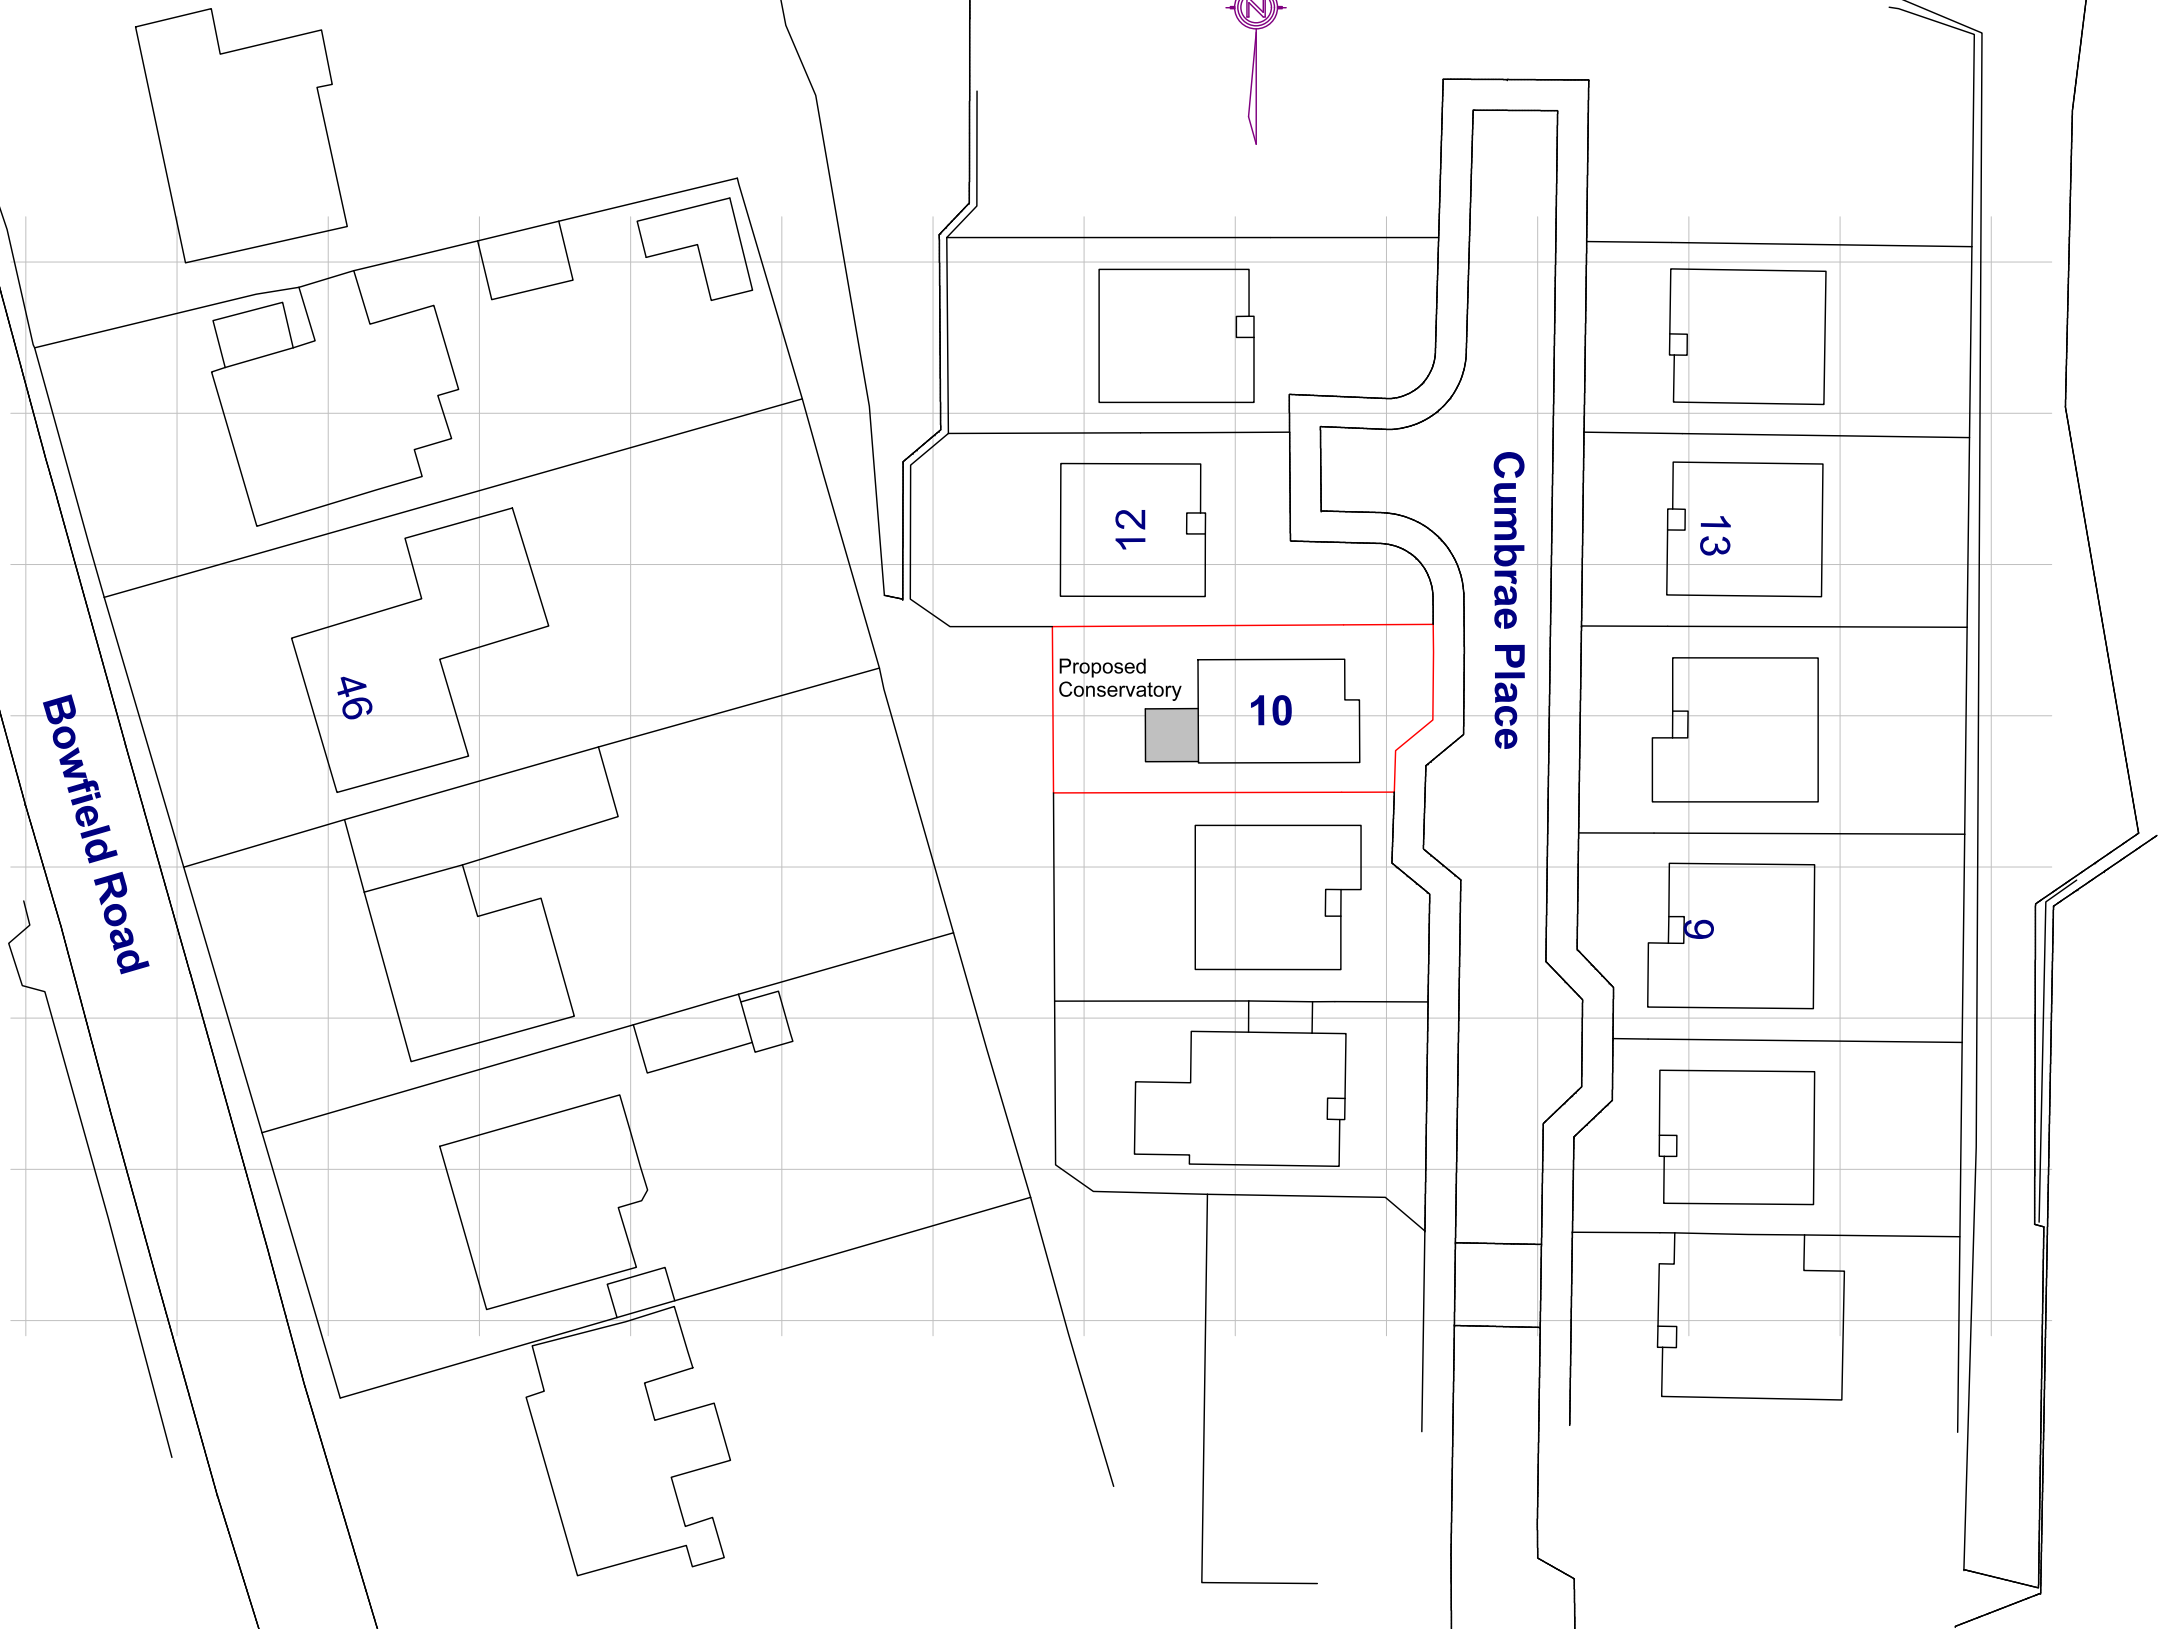 N
12
13
Cumbrae Place
Proposed
Conservatory
10
46
Bowfield Road
9